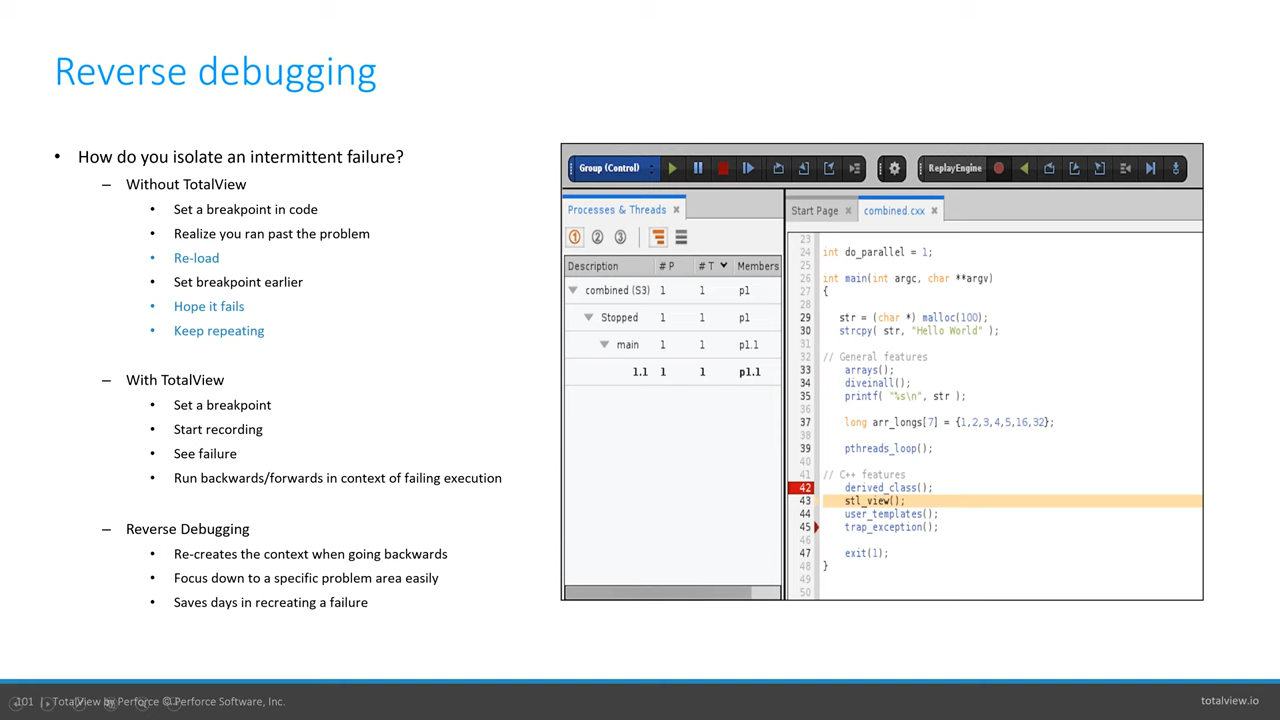 Reverse debugging
• How do you isolate an intermittent failure?
– Without TotalView
• Set a breakpoint in code
• Realize you ran past the problem
• Re-load
• Set breakpoint earlier
• Hope it fails
• Keep repeating
– With TotalView
• Set a breakpoint
• Start recording
• See failure
• Run backwards/forwards in context of failing execution
– Reverse Debugging
• Re-creates the context when going backwards
• Focus down to a specific problem area easily
• Saves days in recreating a failure
Group (Control) ReplayEngine
Processes & Threads
1 2 3
Description # P # T Members
combined (S3) 1 1 p1
Stopped 1 1 p1
main 1 1 p1.1
1.1 1 1 p1.1
Start Page combined.cxx
23
24 int do_parallel = 1;
25
26 int main(int argc, char **argv)
27 {
28
29 str = (char *) malloc(100);
30 strcpy( str, "Hello World" );
31
32 // General features
33 arrays();
34 diveinall();
35 printf( "%s\n", str );
36
37 long arr_longs[7] = {1,2,3,4,5,16,32};
38
39 pthreads_loop();
40
41 // C++ features
42 derived_class();
43 stl_view();
44 user_templates();
45 trap_exception();
46
47 exit(1);
48 }
49
50
101 | TotalView by Perforce © Perforce Software, Inc.
totalview.io